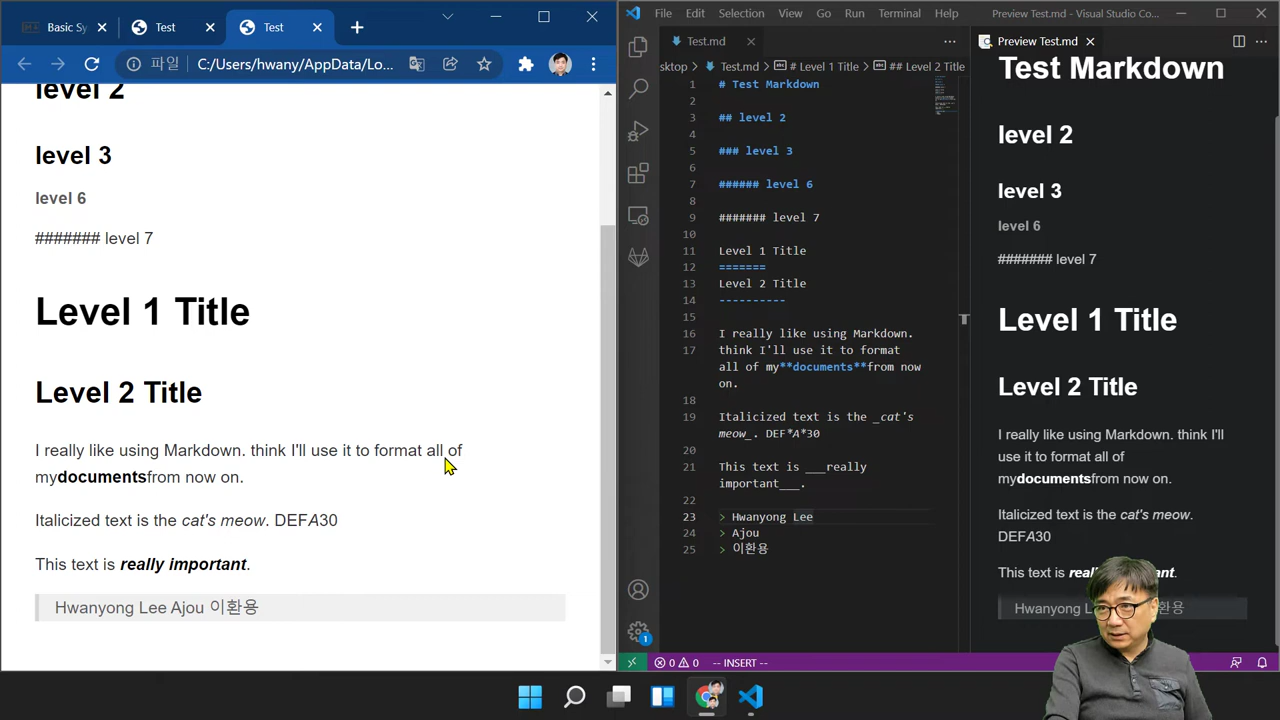 Basic Sy
Test
Test
파일
C:/Users/hwany/AppData/Lo...
level 2
level 3
level 6
####### level 7
Level 1 Title
Level 2 Title
I really like using Markdown. think I'll use it to format all of
mydocumentsfrom now on.
Italicized text is the cat's meow. DEFA30
This text is really important.
Hwanyong Lee Ajou 이환용
File Edit Selection View Go Run Terminal Help
Preview Test.md - Visual Studio Co...
Test.md
sktop > Test.md > # Level 1 Title > ## Level 2 Title
1 # Test Markdown
2
3 ## level 2
4
5 ### level 3
6
7 ###### level 6
8
9 ####### level 7
10
11 Level 1 Title
12 =======
13 Level 2 Title
14 ----------
15
16 I really like using Markdown.
17 think I'll use it to format
all of my**documents**from now
on.
18
19 Italicized text is the _cat's
meow_. DEF*A*30
20
21 This text is ___really
important___.
22
23 > Hwanyong Lee
24 > Ajou
25 > 이환용
Preview Test.md
Test Markdown
level 2
level 3
level 6
####### level 7
Level 1 Title
Level 2 Title
I really like using Markdown. think I'll
use it to format all of
mydocumentsfrom now on.
Italicized text is the cat's meow.
DEFA30
This text is
Hwanyong
환용
1
0 0
-- INSERT --